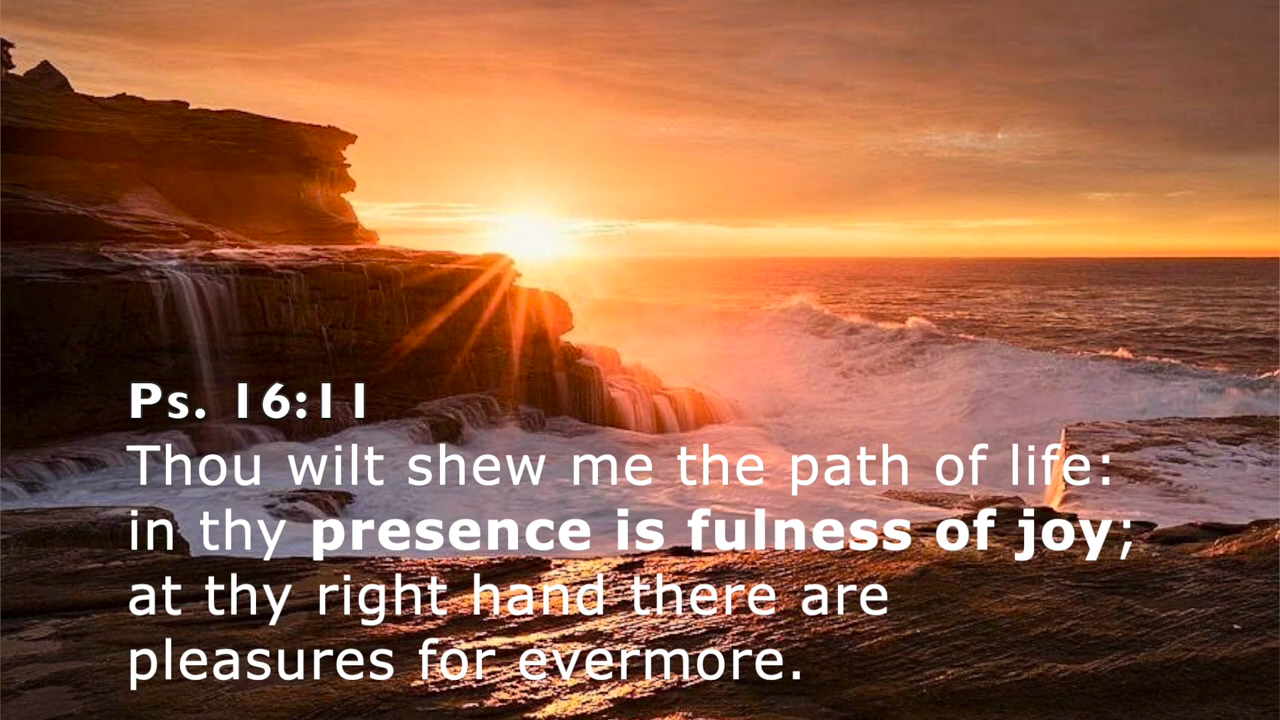 Ps. 16:11
Thou wilt shew me the path of life:
in thy presence is fulness of joy;
at thy right hand there are
pleasures for evermore.